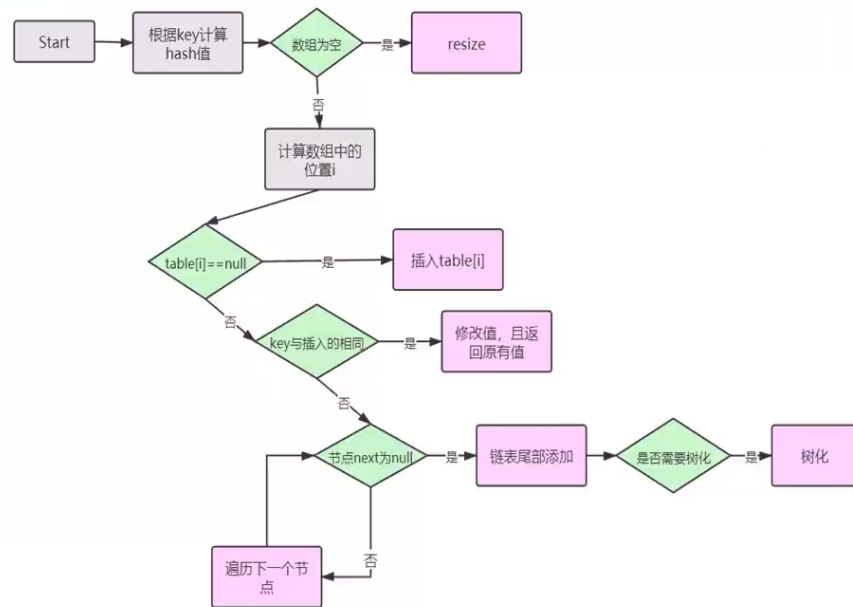 Start
根据key计算
hash值
数组为空
是
resize
否
计算数组中的
位置i
table[i]==null
是
插入table[i]
否
key与插入的相同
是
修改值，且返
回原有值
否
节点next为null
是
链表尾部添加
是否需要树化
是
树化
否
遍历下一个节
点